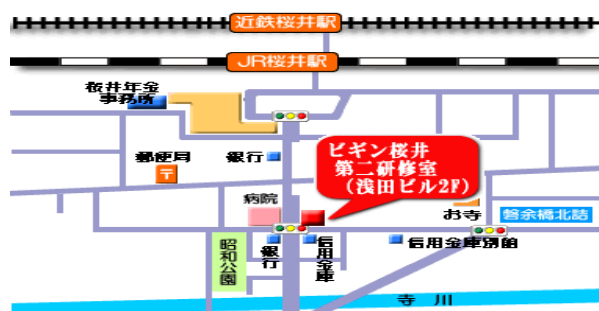 近鉄桜井駅
JR桜井駅
桜井年金
事務所
郵便局
〒
銀行
ビギン桜井
第二研修室
(浅田ビル2F)
病院
お寺
磐余橋北詰
昭和公園
銀行
信用金庫
信用金庫別館
寺川